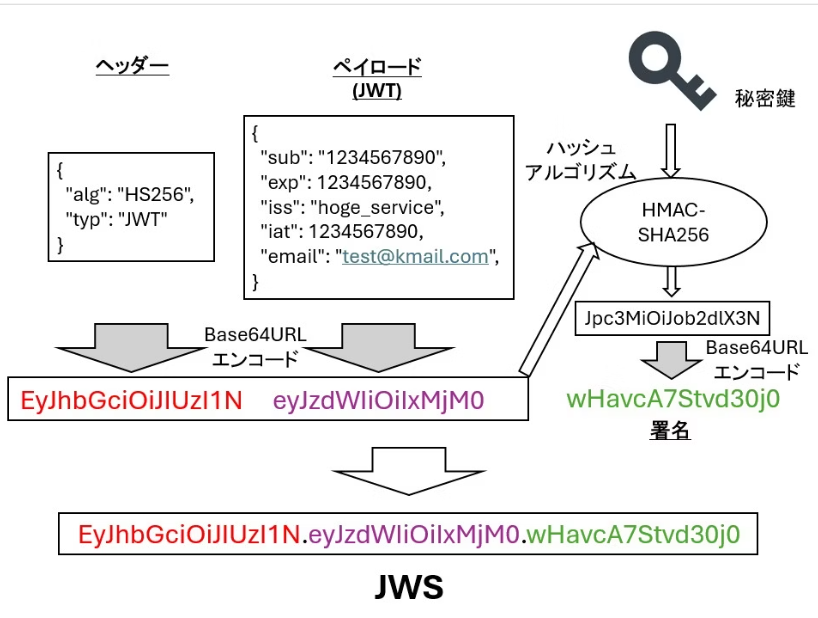 ヘッダー
{
"alg": "HS256",
"typ": "JWT"
}
ペイロード
(JWT)
{
"sub": "1234567890",
"exp": 1234567890,
"iss": "hoge_service",
"iat": 1234567890,
"email": "test@kmail.com",
}
秘密鍵
ハッシュ
アルゴリズム
HMAC-
SHA256
Jpc3MiOiJob2dlX3N
Base64URL
エンコード
Base64URL
エンコード
EyJhbGciOiJIUzI1N eyJzdWIiOiIxMjM0
wHavcA7Stvd30j0
署名
EyJhbGciOiJIUzI1N.eyJzdWIiOiIxMjM0.wHavcA7Stvd30j0
JWS